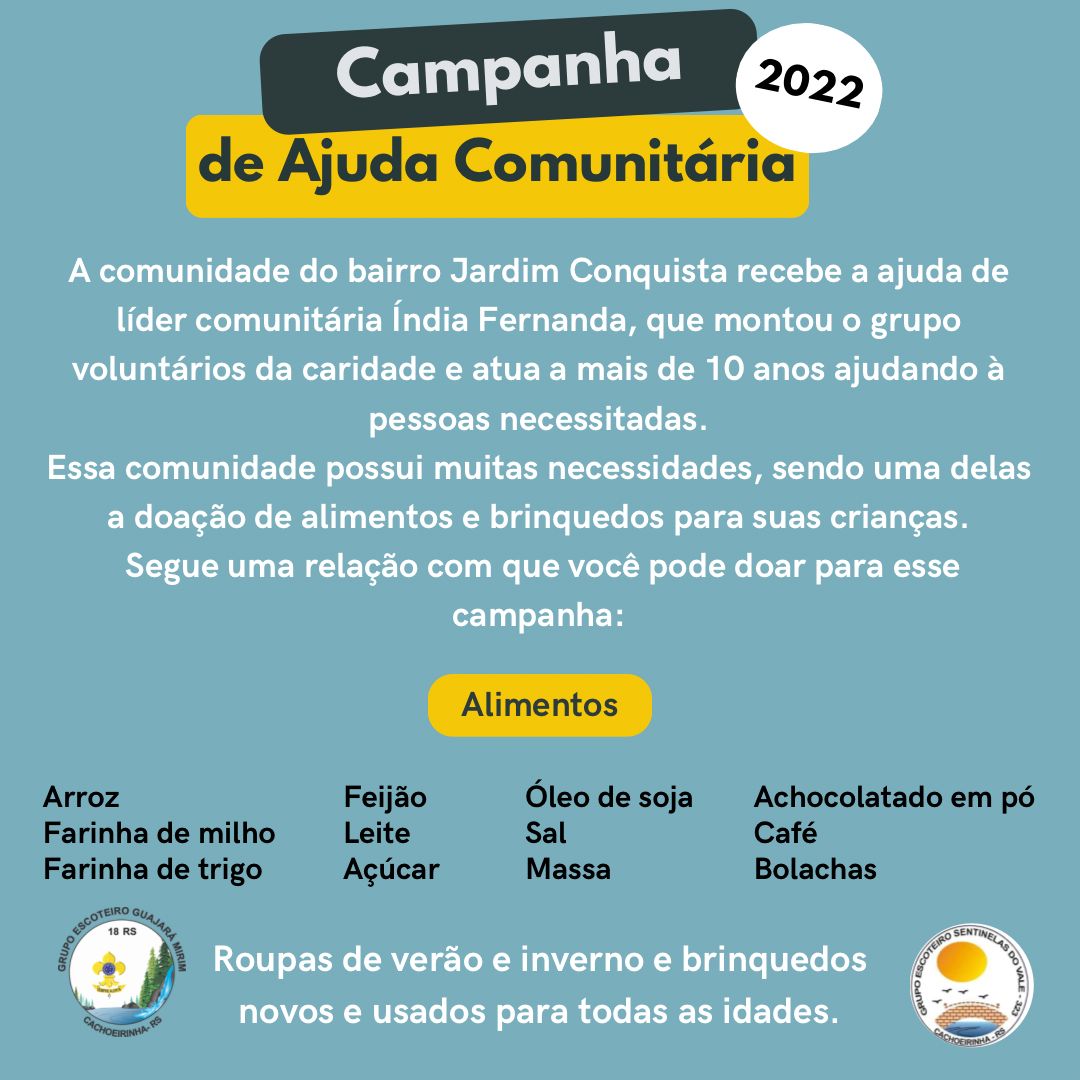 Campanha
2022
de Ajuda Comunitária
A comunidade do bairro Jardim Conquista recebe a ajuda de
líder comunitária Índia Fernanda, que montou o grupo
voluntários da caridade e atua a mais de 10 anos ajudando à
pessoas necessitadas.
Essa comunidade possui muitas necessidades, sendo uma delas
a doação de alimentos e brinquedos para suas crianças.
Segue uma relação com que você pode doar para esse
campanha:
Alimentos
Arroz
Farinha de milho
Farinha de trigo
Feijão
Leite
Açúcar
Óleo de soja
Sal
Massa
Achocolatado em pó
Café
Bolachas
GRUPO ESCOTEIRO GUAJARÁ MIRIM
18 RS
CACHOEIRINHA-RS
Roupas de verão e inverno e brinquedos
novos e usados para todas as idades.
GRUPO ESCOTEIRO SENTINELAS DO VALE - 323
CACHOEIRINHA - RS